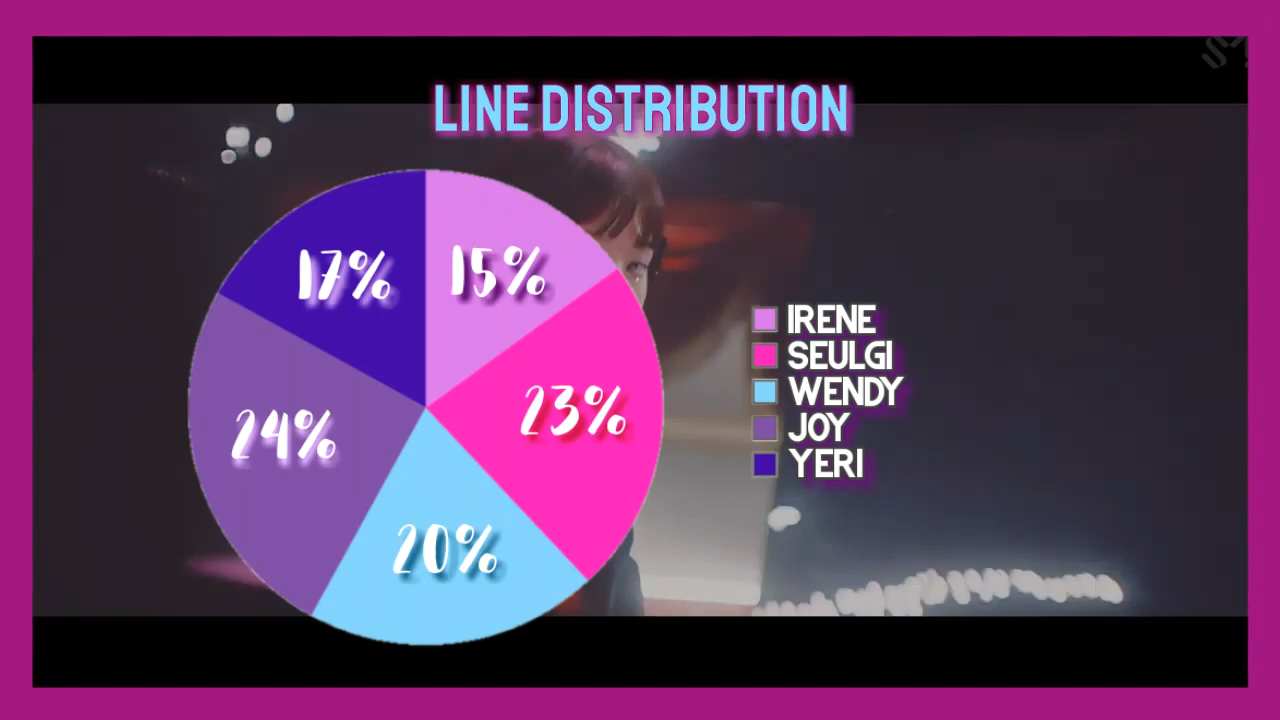 LINE DISTRIBUTION
17%
15%
24%
23%
20%
IRENE
SEULGI
WENDY
JOY
YERI